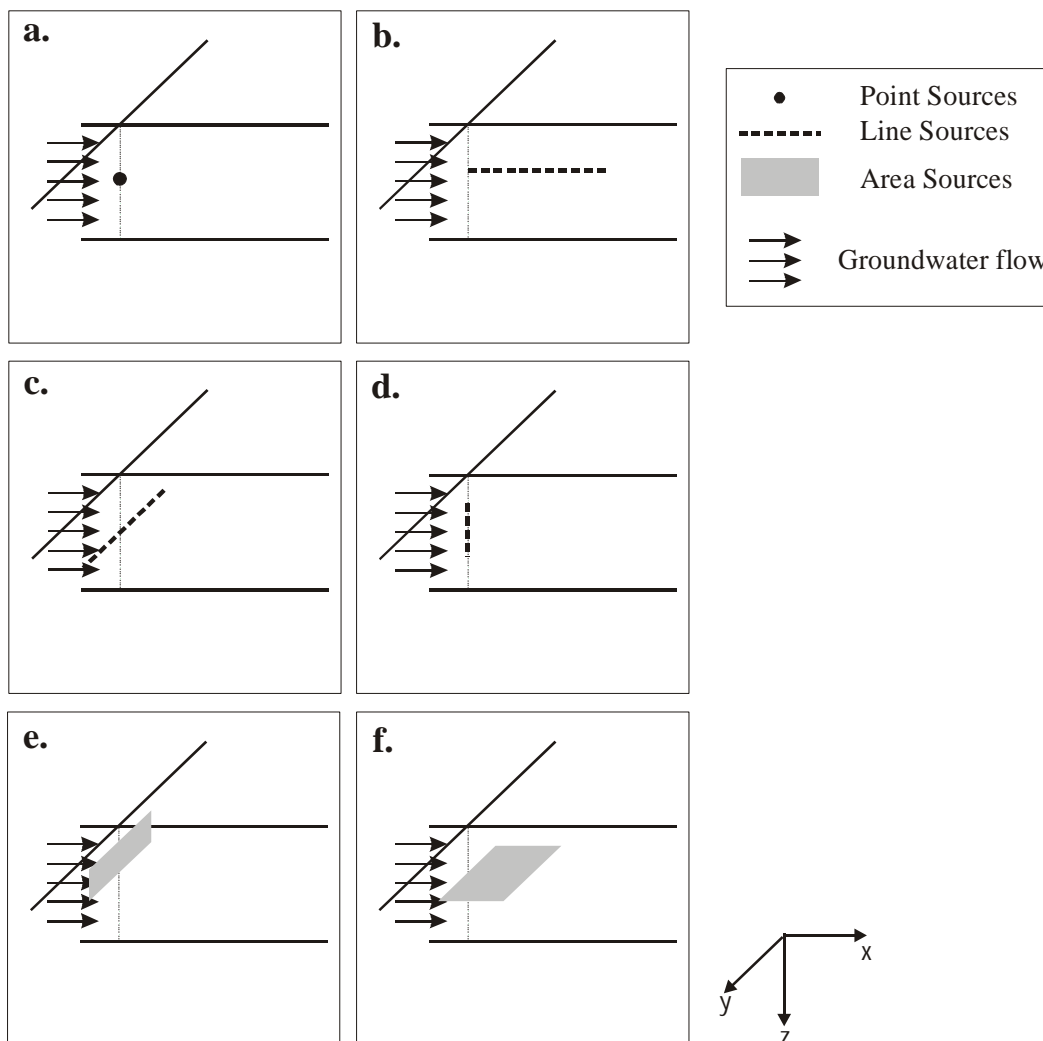 a.
b.
Point Sources
Line Sources
Area Sources
Groundwater flow
c.
d.
e.
f.
x
y
z